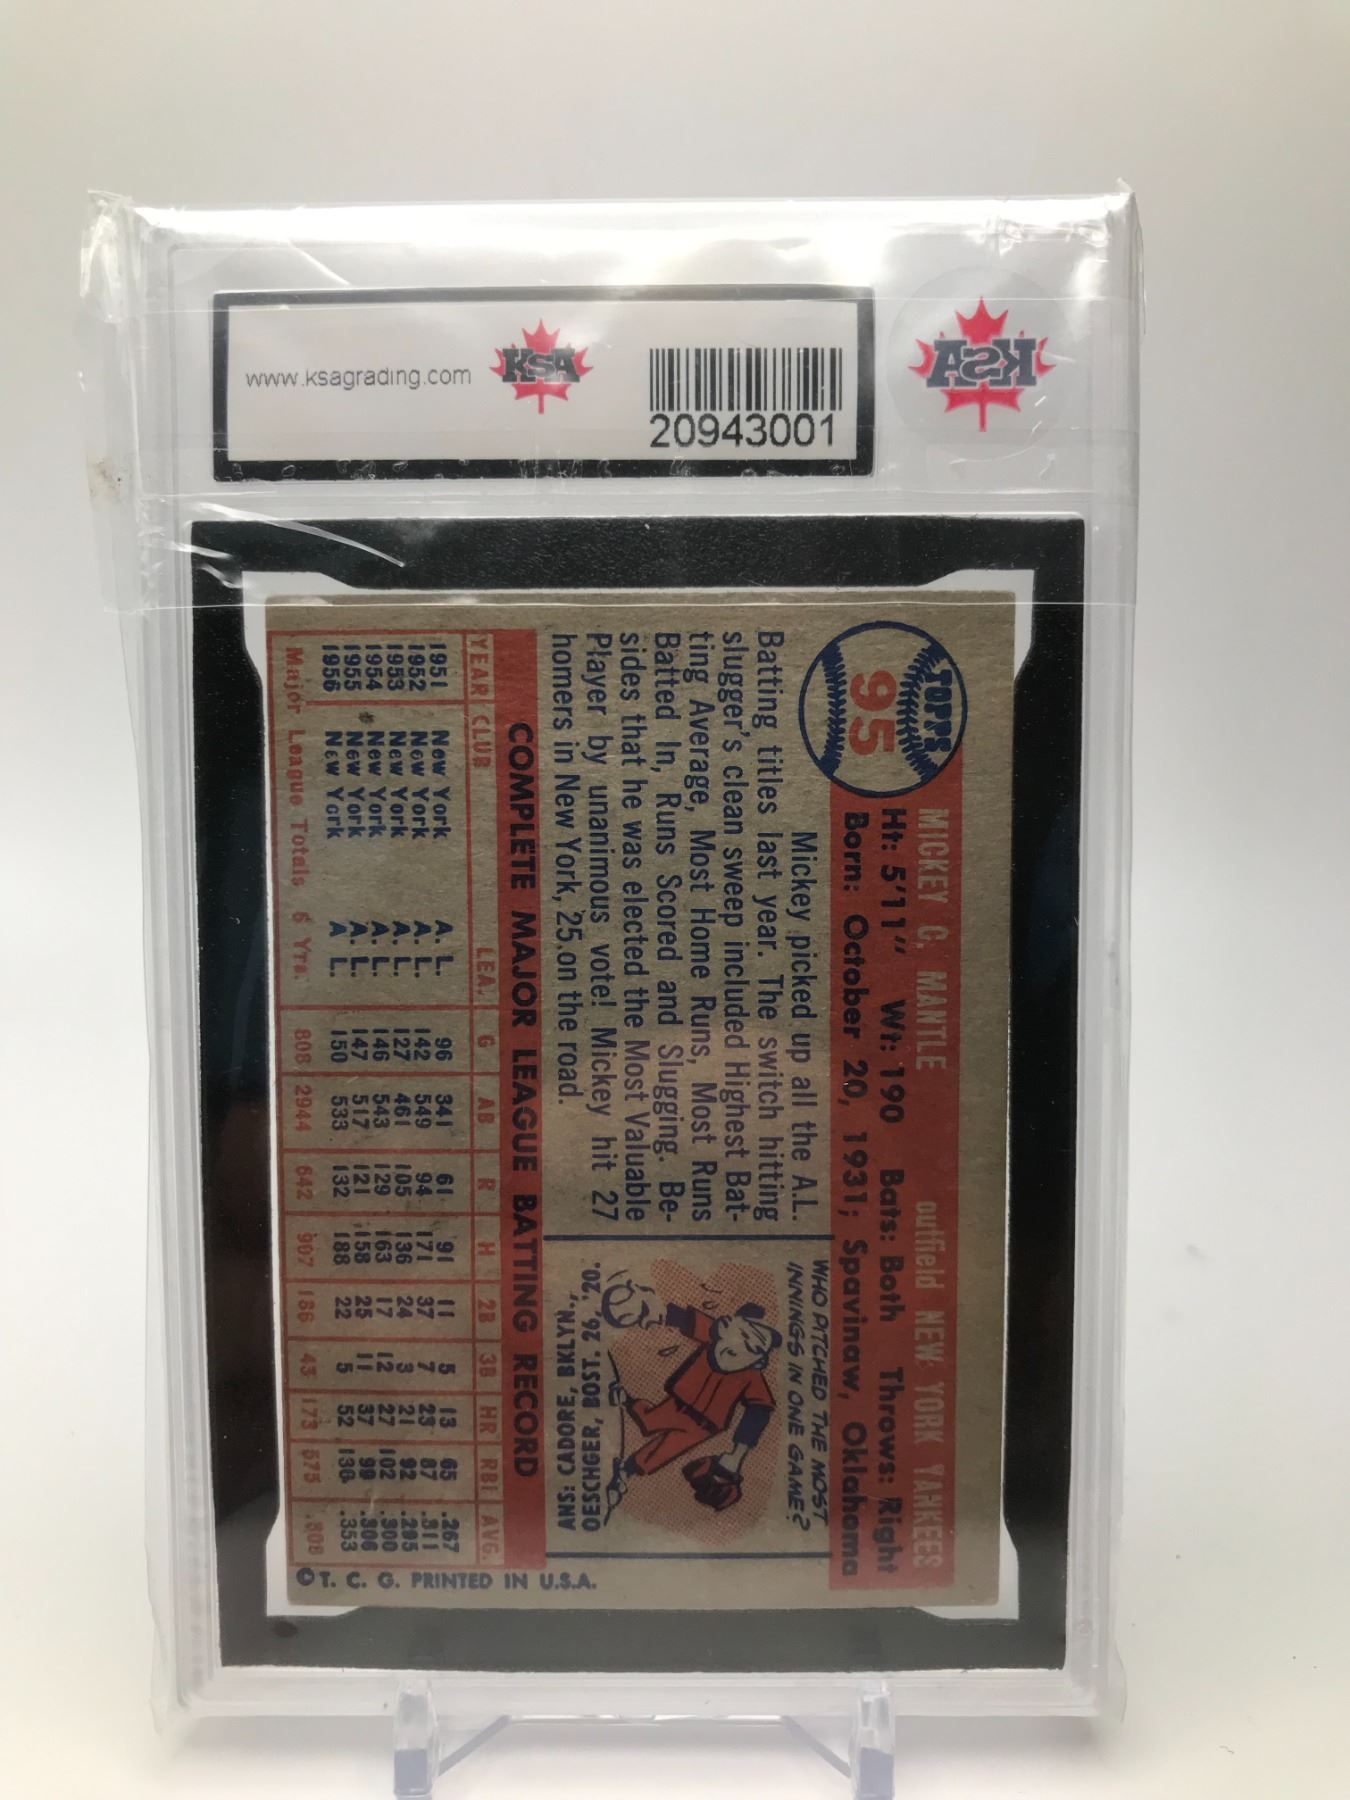 www.ksagrading.com
KSA
20943001
KSA
TOPPS
95
MICKEY C. MANTLE outfield NEW YORK YANKEES
Ht: 5'11" Wt: 190 Bats: Both Throws: Right
Born: October 20, 1931; Spavinaw, Oklahoma
Mickey picked up all the A.L.
Batting titles last year. The switch hitting
slugger's clean sweep included Highest Bat-
ting Average, Most Home Runs, Most Runs
Batted In, Runs Scored and Slugging. Be-
sides that he was elected the Most Valuable
Player by unanimous vote! Mickey hit 27
homers in New York, 25 on the road.
WHO PITCHED THE MOST
INNINGS IN ONE GAME?
ANS: CADORE, BKLYN.,
OESCHGER, BOST. 26, '20.
COMPLETE MAJOR LEAGUE BATTING RECORD
YEAR CLUB LEA. G AB R H 2B 3B HR RBI AVG.
1951 New York A. L. 96 341 61 91 11 5 13 65 .267
1952 New York A. L. 142 549 94 171 37 7 23 87 .311
1953 New York A. L. 127 461 105 136 24 3 21 92 .295
1954 New York A. L. 146 543 129 163 17 12 27 102 .300
1955 New York A. L. 147 517 121 158 25 11 37 99 .306
1956 New York A L. 150 533 132 188 22 5 52 130 .353
Major League Totals 6 Yrs. 808 2944 642 907 136 43 173 575 .308
©T. C. G. PRINTED IN U.S.A.